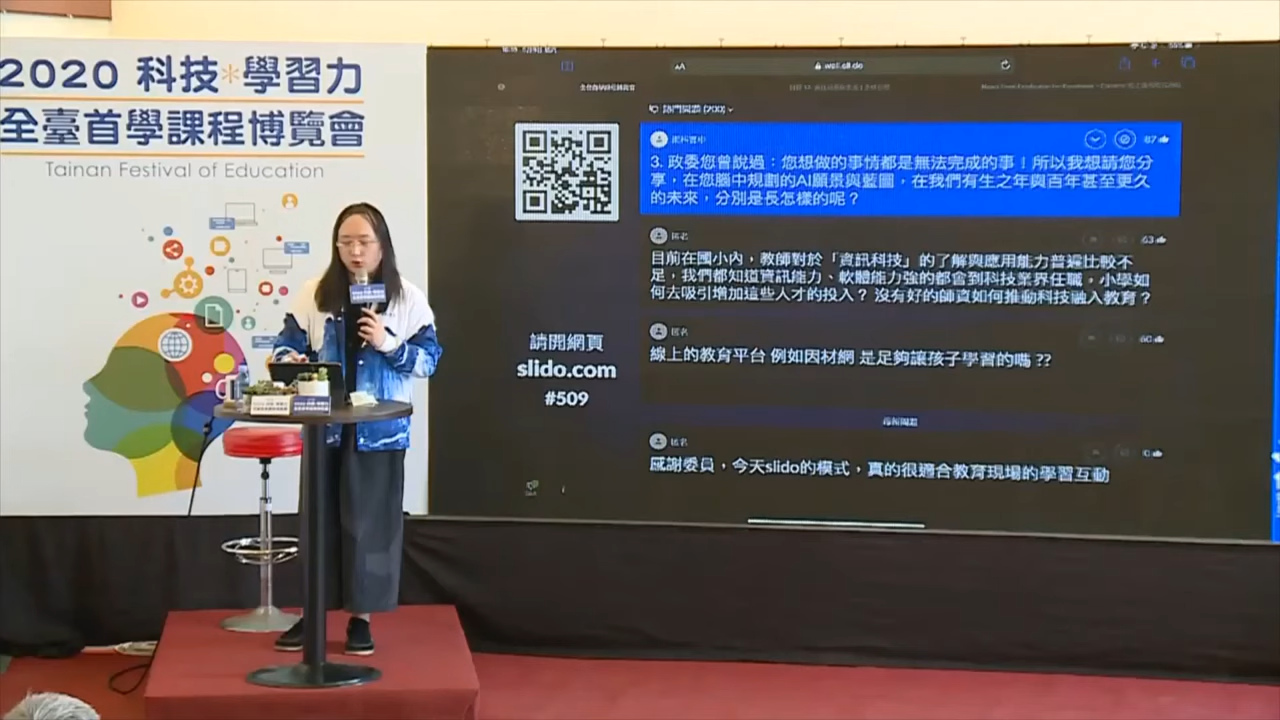 2020 科技*學習力
全臺首學課程博覽會
Tainan Festival of Education
wall.sli.do
熱門問題 (200)
87
3. 政委您曾說過：您想做的事情都是無法完成的事！所以我想請您分
享，在您腦中規劃的AI願景與藍圖，在我們有生之年與百年甚至更久
的未來，分別是長怎樣的呢？
匿名
63
目前在國小內，教師對於「資訊科技」的了解與應用能力普遍比較不
足，我們都知道資訊能力、軟體能力強的都會到科技業界任職，小學如
何去吸引增加這些人才的投入？ 沒有好的師資如何推動科技融入教育？
匿名
60
線上的教育平台 例如因材網 是足夠讓孩子學習的嗎 ??
匿名
感謝委員，今天slido的模式，真的很適合教育現場的學習互動
請開網頁
slido.com
#509